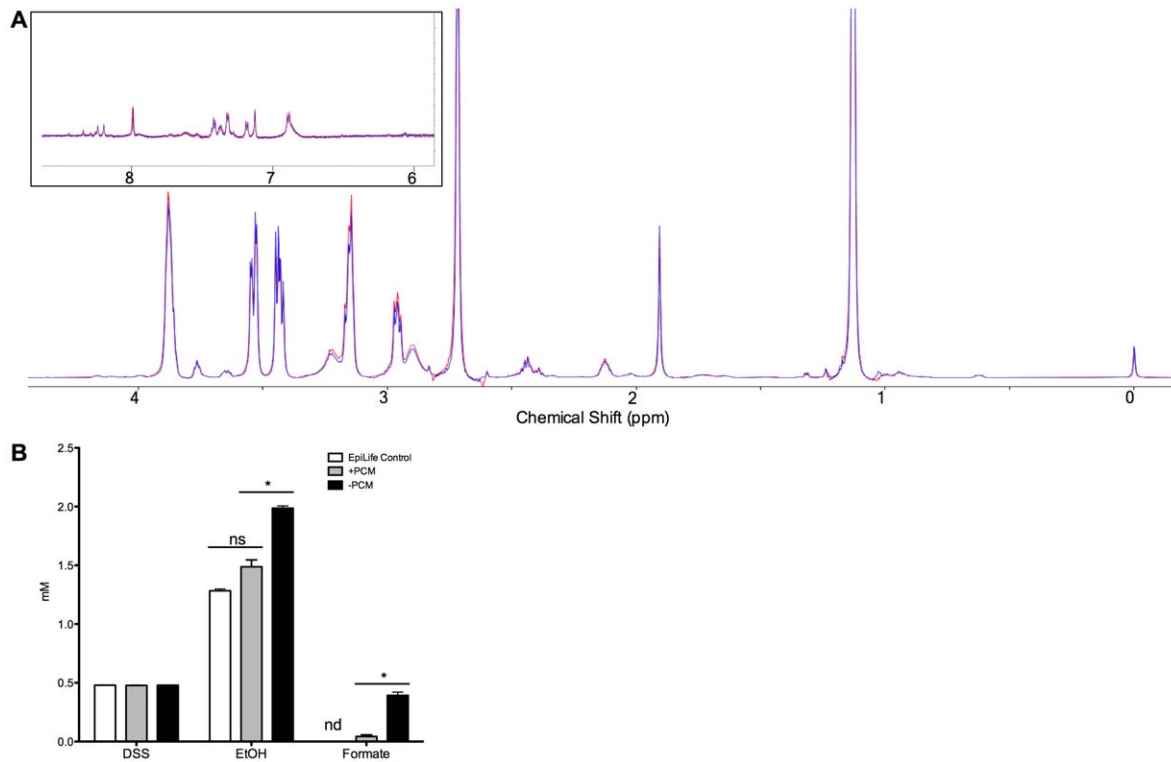 A
8 7 6
4 3 2 1 0
Chemical Shift (ppm)
B
2.5
2.0
1.5
1.0
0.5
0.0
mM
EpiLife Control
+PCM
-PCM
*
ns
*
nd
DSS EtOH Formate